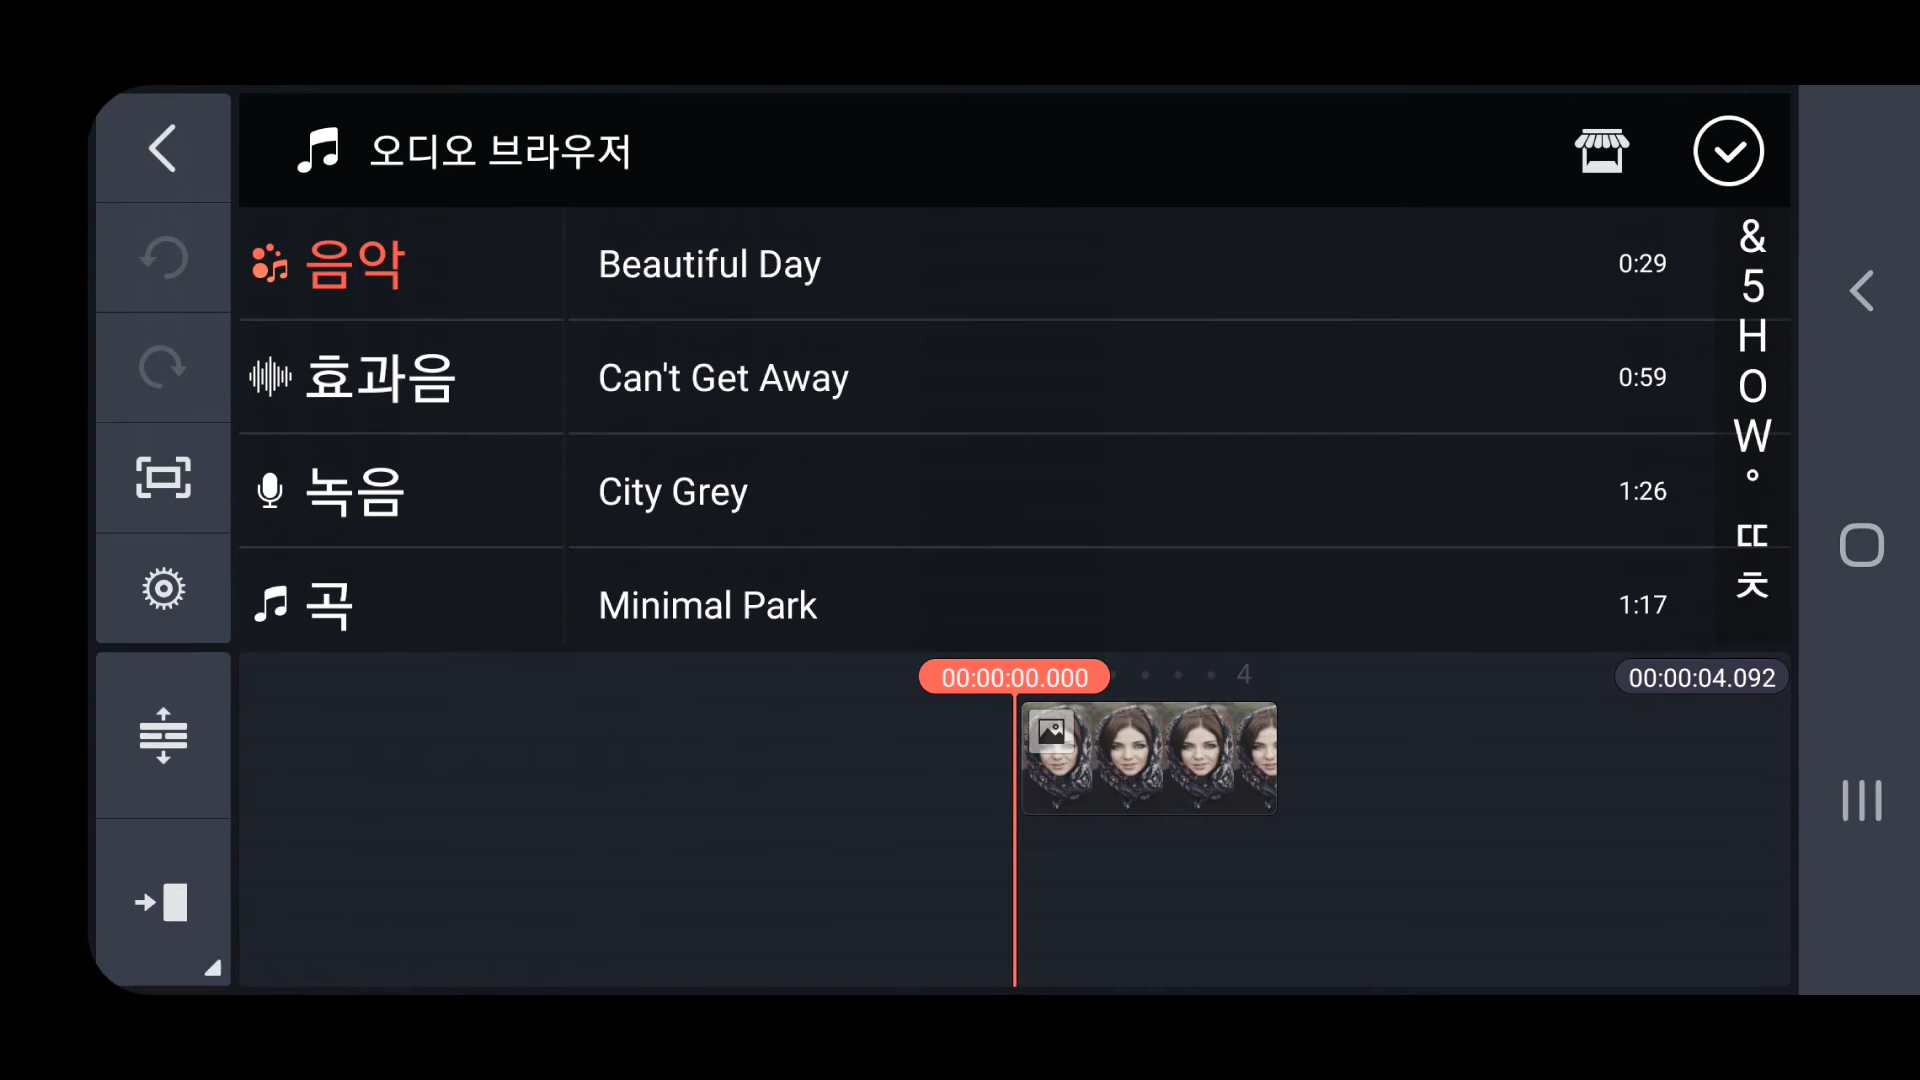 오디오 브라우저
음악
Beautiful Day 0:29
효과음
Can't Get Away 0:59
녹음
City Grey 1:26
곡
Minimal Park 1:17
&
5
H
O
W
°
ㄸ
ㅊ
00:00:00.000
4
00:00:04.092